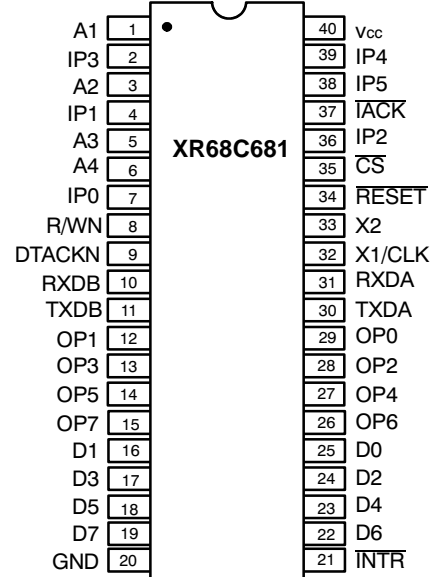 A1 1 40 Vcc
IP3 2 39 IP4
A2 3 38 IP5
IP1 4 37 IACK
A3 5 XR68C681 36 IP2
A4 6 35 CS
IP0 7 34 RESET
R/WN 8 33 X2
DTACKN 9 32 X1/CLK
RXDB 10 31 RXDA
TXDB 11 30 TXDA
OP1 12 29 OP0
OP3 13 28 OP2
OP5 14 27 OP4
OP7 15 26 OP6
D1 16 25 D0
D3 17 24 D2
D5 18 23 D4
D7 19 22 D6
GND 20 21 INTR